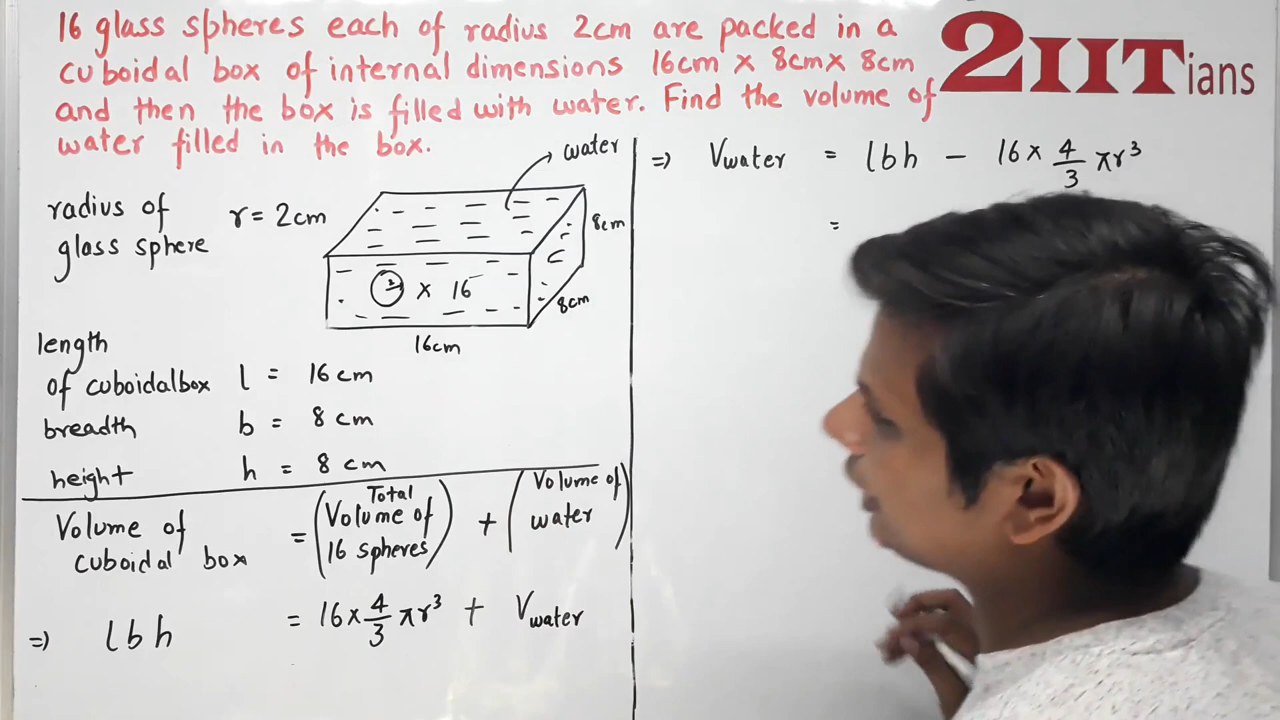 16 glass spheres each of radius 2cm are packed in a
cuboidal box of internal dimensions 16cm x 8cm x 8cm
and then the box is filled with water. Find the volume of
water filled in the box.
2IITians
radius of
glass sphere
r = 2cm
water
8cm
2 x 16
8cm
16cm
length
of cuboidal box l = 16 cm
breadth b = 8 cm
height h = 8 cm
Volume of cuboidal box = (Total Volume of 16 spheres) + (Volume of water)
=> lbh = 16 x 4/3 πr³ + Vwater
=> Vwater = lbh - 16 x 4/3 πr³
=